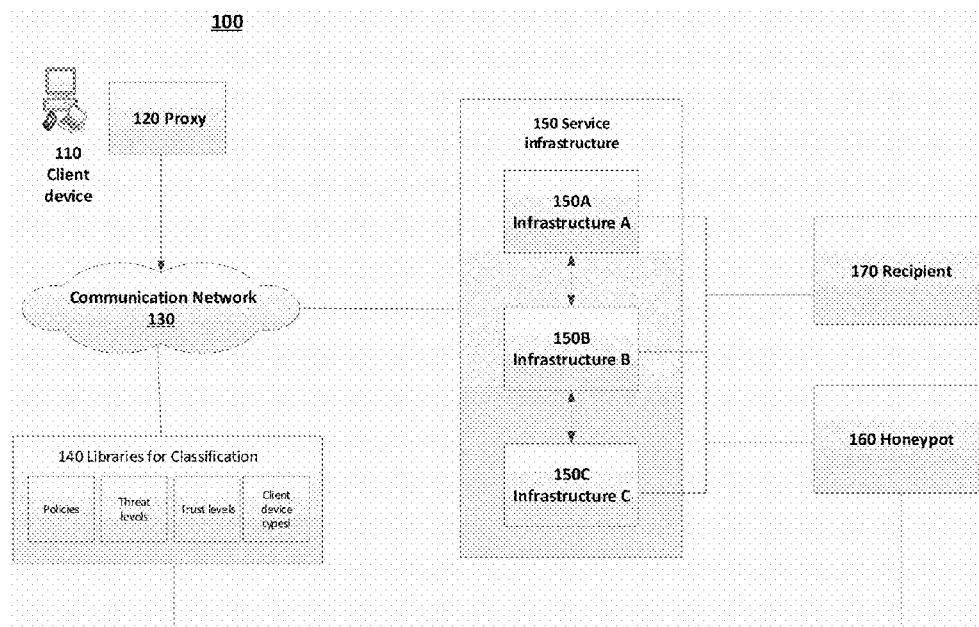 100
120 Proxy
110
Client
device
Communication Network
130
140 Libraries for Classification
Policies
Threat
levels
Trust levels
Client
device
types
150 Service
infrastructure
150A
Infrastructure A
150B
Infrastructure B
150C
Infrastructure C
170 Recipient
160 Honeypot